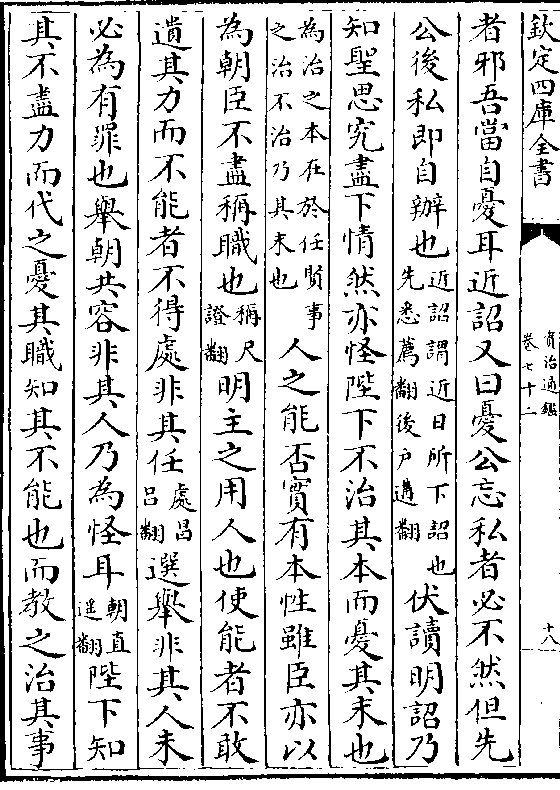 欽定四庫全書
資治通鑑
卷七十二
十八
者邪吾當自憂耳近詔又曰憂公忘私者必不然但先
公後私即自辦也近詔謂近日所下詔也
先悉薦翻後戶遘翻伏讀明詔乃
知聖思究盡下情然亦怪陛下不治其本而憂其末也
為治之本在於任賢事
之治不治乃其末也人之能否實有本性雖臣亦以
為朝臣不盡稱職也稱尺
證翻明主之用人也使能者不敢
遺其力而不能者不得處非其任處昌
呂翻選舉非其人未
必為有罪也舉朝共容非其人乃為怪耳朝直
遥翻陛下知
其不盡力而代之憂其職知其不能也而教之治其事